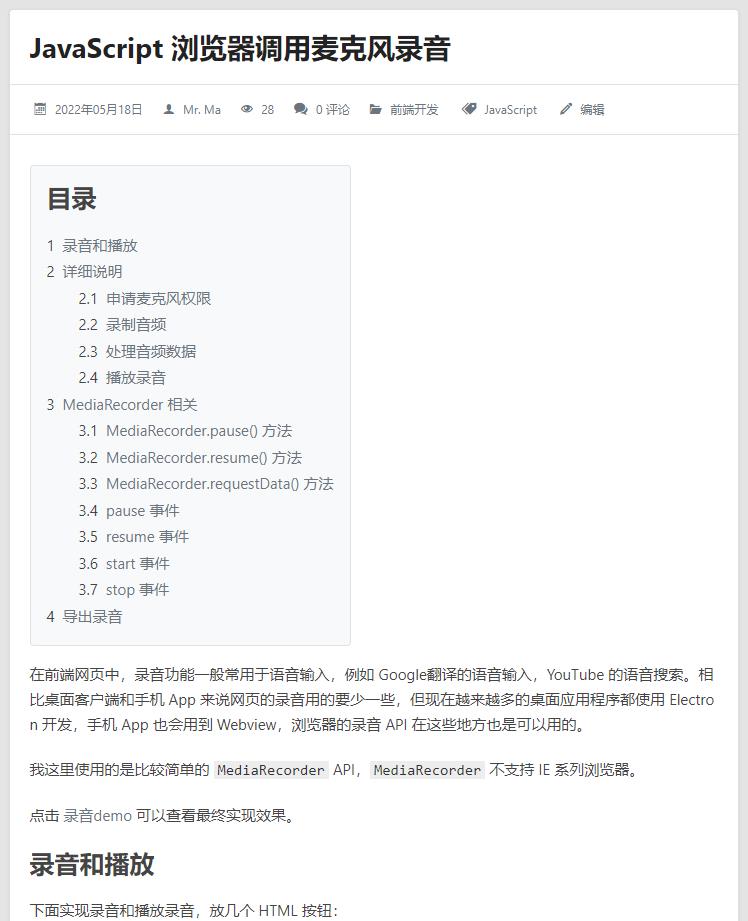 JavaScript 浏览器调用麦克风录音
2022年05月18日 Mr. Ma 28 0 评论 前端开发 JavaScript 编辑
目录
1 录音和播放
2 详细说明
2.1 申请麦克风权限
2.2 录制音频
2.3 处理音频数据
2.4 播放录音
3 MediaRecorder 相关
3.1 MediaRecorder.pause() 方法
3.2 MediaRecorder.resume() 方法
3.3 MediaRecorder.requestData() 方法
3.4 pause 事件
3.5 resume 事件
3.6 start 事件
3.7 stop 事件
4 导出录音
在前端网页中，录音功能一般常用于语音输入，例如 Google翻译的语音输入，YouTube 的语音搜索。相
比桌面客户端和手机 App 来说网页的录音用的要少一些，但现在越来越多的桌面应用程序都使用 Electro
n 开发，手机 App 也会用到 Webview，浏览器的录音 API 在这些地方也是可以用的。
我这里使用的是比较简单的 MediaRecorder API，MediaRecorder 不支持 IE 系列浏览器。
点击 录音demo 可以查看最终实现效果。
录音和播放
下面实现录音和播放录音，放几个 HTML 按钮：